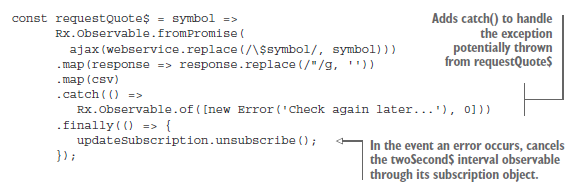 const requestQuote$ = symbol =>
Rx.Observable.fromPromise(
ajax(webservice.replace(/\$symbol/, symbol)))
.map(response => response.replace(/"/g, ''))
.map(csv)
.catch(() =>
Rx.Observable.of([new Error('Check again later...'), 0]))
.finally(() => {
updateSubscription.unsubscribe();
});
Adds catch() to handle
the exception
potentially thrown
from requestQuote$
In the event an error occurs, cancels
the twoSecond$ interval observable
through its subscription object.